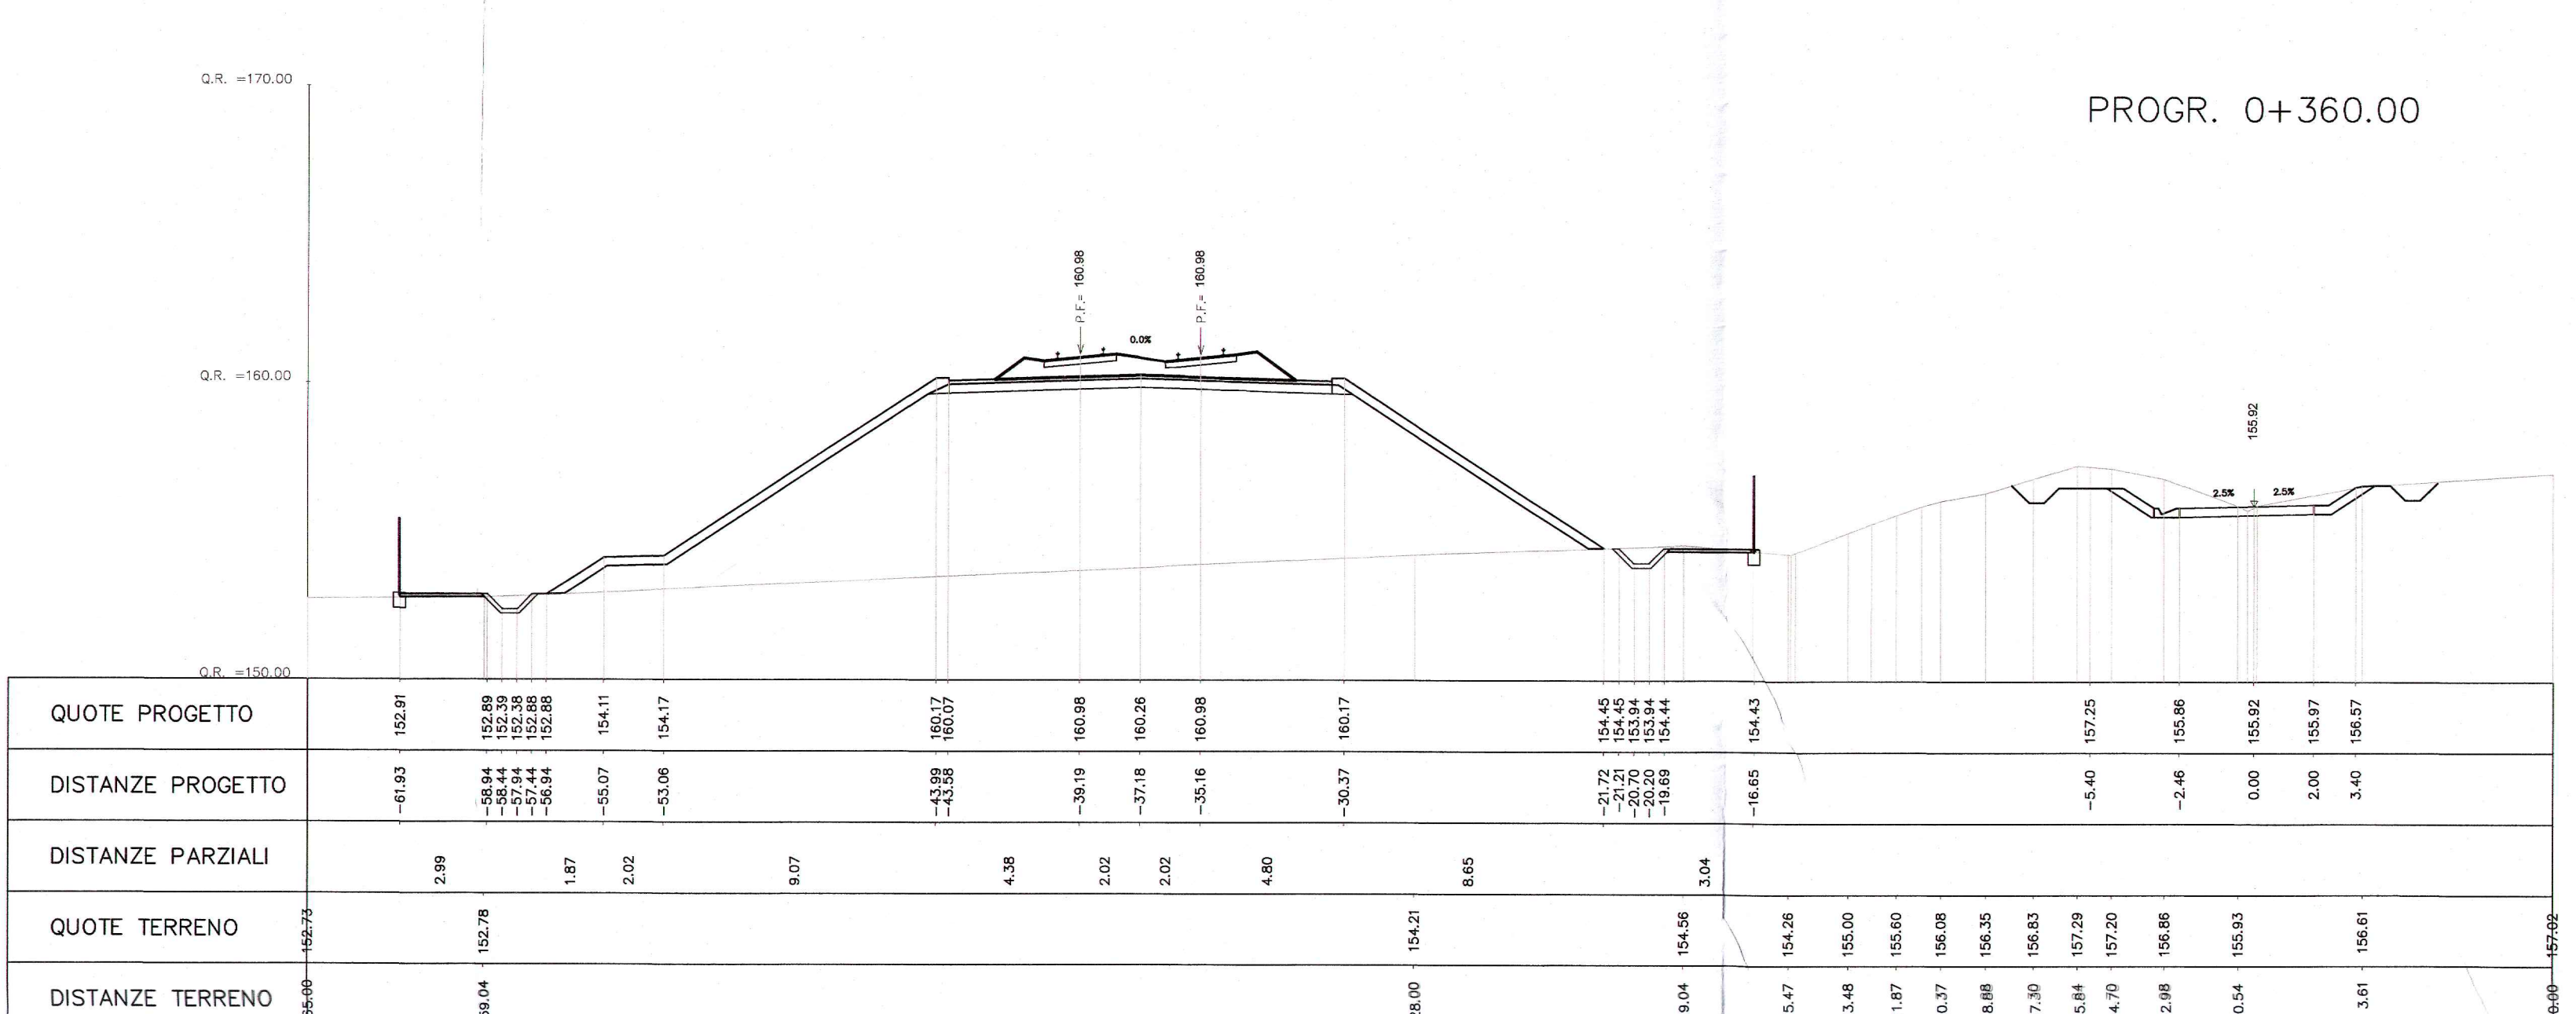 Q.R. =170.00
PROGR. 0+360.00
P.F.= 160.98
P.F.= 160.98
0.0%
Q.R. =160.00
155.92
2.5%
2.5%
Q.R. =150.00
QUOTE PROGETTO 152.91 152.89 152.39 152.38 152.88 152.88 154.11 154.17 160.17 160.07 160.98 160.26 160.98 160.17 154.45 154.45 153.94 153.94 154.44 154.43 157.25 155.86 155.92 155.97 156.57
DISTANZE PROGETTO -61.93 -58.94 -58.44 -57.94 -57.44 -56.94 -55.07 -53.06 -43.99 -43.58 -39.19 -37.18 -35.16 -30.37 -21.72 -21.21 -20.70 -20.20 -19.69 -16.65 -5.40 -2.46 0.00 2.00 3.40
DISTANZE PARZIALI 2.99 1.87 2.02 9.07 4.38 2.02 2.02 4.80 8.65 3.04
QUOTE TERRENO 152.73 152.78 154.21 154.56 154.26 155.00 155.60 156.08 156.35 156.83 157.29 157.20 156.86 155.93 156.61 157.02
DISTANZE TERRENO 9.04 5.47 3.48 1.87 0.37 8.88 7.30 5.84 4.70 2.98 0.54 3.61